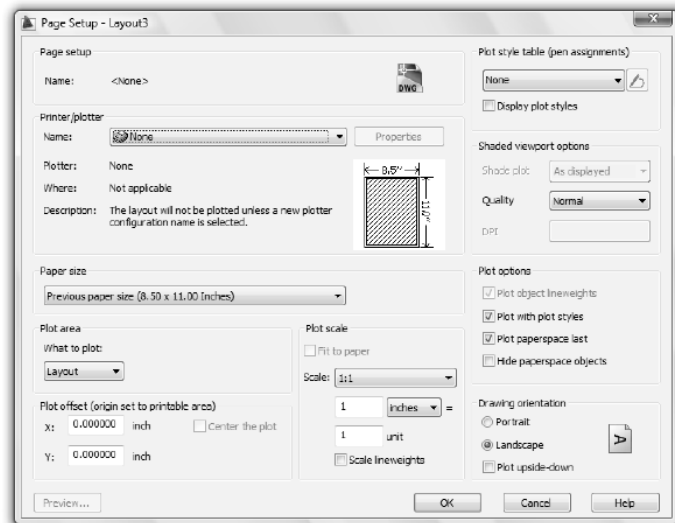 Page Setup - Layout3
Page setup
Name: <None>
DWG
Printer/plotter
Name: None
Properties
Plotter: None
Where: Not applicable
Description: The layout will not be plotted unless a new plotter
configuration name is selected.
8.5''
11.0''
Paper size
Previous paper size (8.50 x 11.00 Inches)
Plot area
What to plot:
Layout
Plot offset (origin set to printable area)
X: 0.000000 inch
Center the plot
Y: 0.000000 inch
Plot scale
Fit to paper
Scale: 1:1
1 inches =
1 unit
Scale lineweights
Plot style table (pen assignments)
None
Display plot styles
Shaded viewport options
Shade plot As displayed
Quality Normal
DPI
Plot options
Plot object lineweights
Plot with plot styles
Plot paperspace last
Hide paperspace objects
Drawing orientation
Portrait
Landscape
A
Plot upside-down
Preview...
OK
Cancel
Help